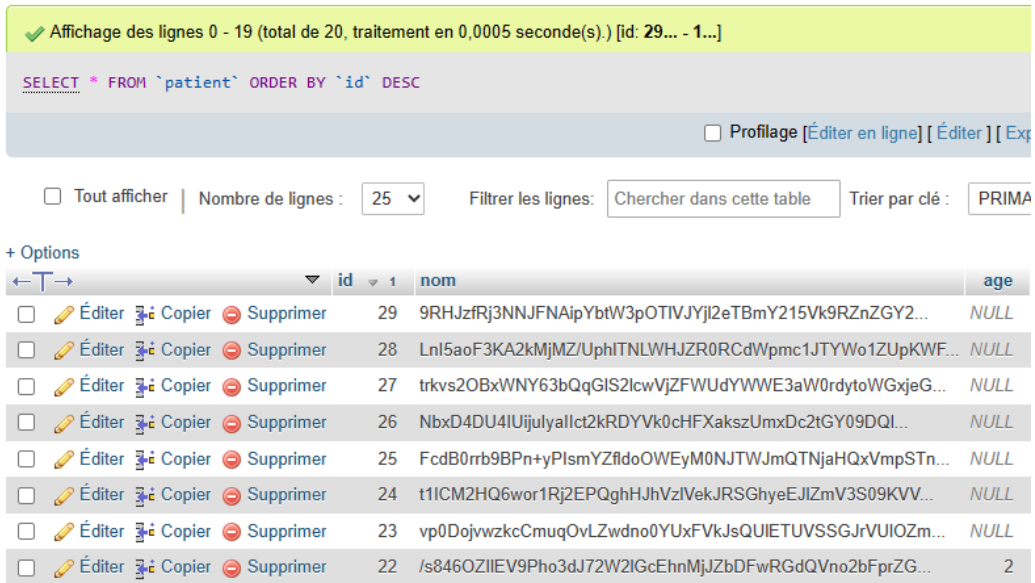 Affichage des lignes 0 - 19 (total de 20, traitement en 0,0005 seconde(s).) [id: 29... - 1...]
SELECT * FROM `patient` ORDER BY `id` DESC
Profilage [Éditer en ligne] [ Éditer ] [ Exp
Tout afficher | Nombre de lignes : 25 Filtrer les lignes: Chercher dans cette table Trier par clé : PRIMA
+ Options
←T→ id 1 nom age
Éditer Copier Supprimer 29 9RHJzfRj3NNJFNAipYbtW3pOTlVJYjl2eTBmY215Vk9RZnZGY2... NULL
Éditer Copier Supprimer 28 LnI5aoF3KA2kMjMZ/UphlTNLWHJZR0RCdWpmc1JTYWo1ZUpKWF... NULL
Éditer Copier Supprimer 27 trkvs2OBxWNY63bQqGlS2lcwVjZFWUdYWWE3aW0rdytoWGxjeG... NULL
Éditer Copier Supprimer 26 NbxD4DU4lUijulyallct2kRDYVk0cHFXakszUmxDc2tGY09DQl... NULL
Éditer Copier Supprimer 25 FcdB0rrb9BPn+yPlsmYZfldoOWEyM0NJTWJmQTNjaHQxVmpSTn... NULL
Éditer Copier Supprimer 24 t1lCM2HQ6wor1Rj2EPQghHJhVzlVekJRSGhyeEJlZmV3S09KVV... NULL
Éditer Copier Supprimer 23 vp0DojvwzkcCmuqOvLZwdno0YUxFVkJsQUlETUVSSGJrVUlOZm... NULL
Éditer Copier Supprimer 22 /s846OZllEV9Pho3dJ72W2lGcEhnMjJZbDFwRGdQVno2bFprZG... 2